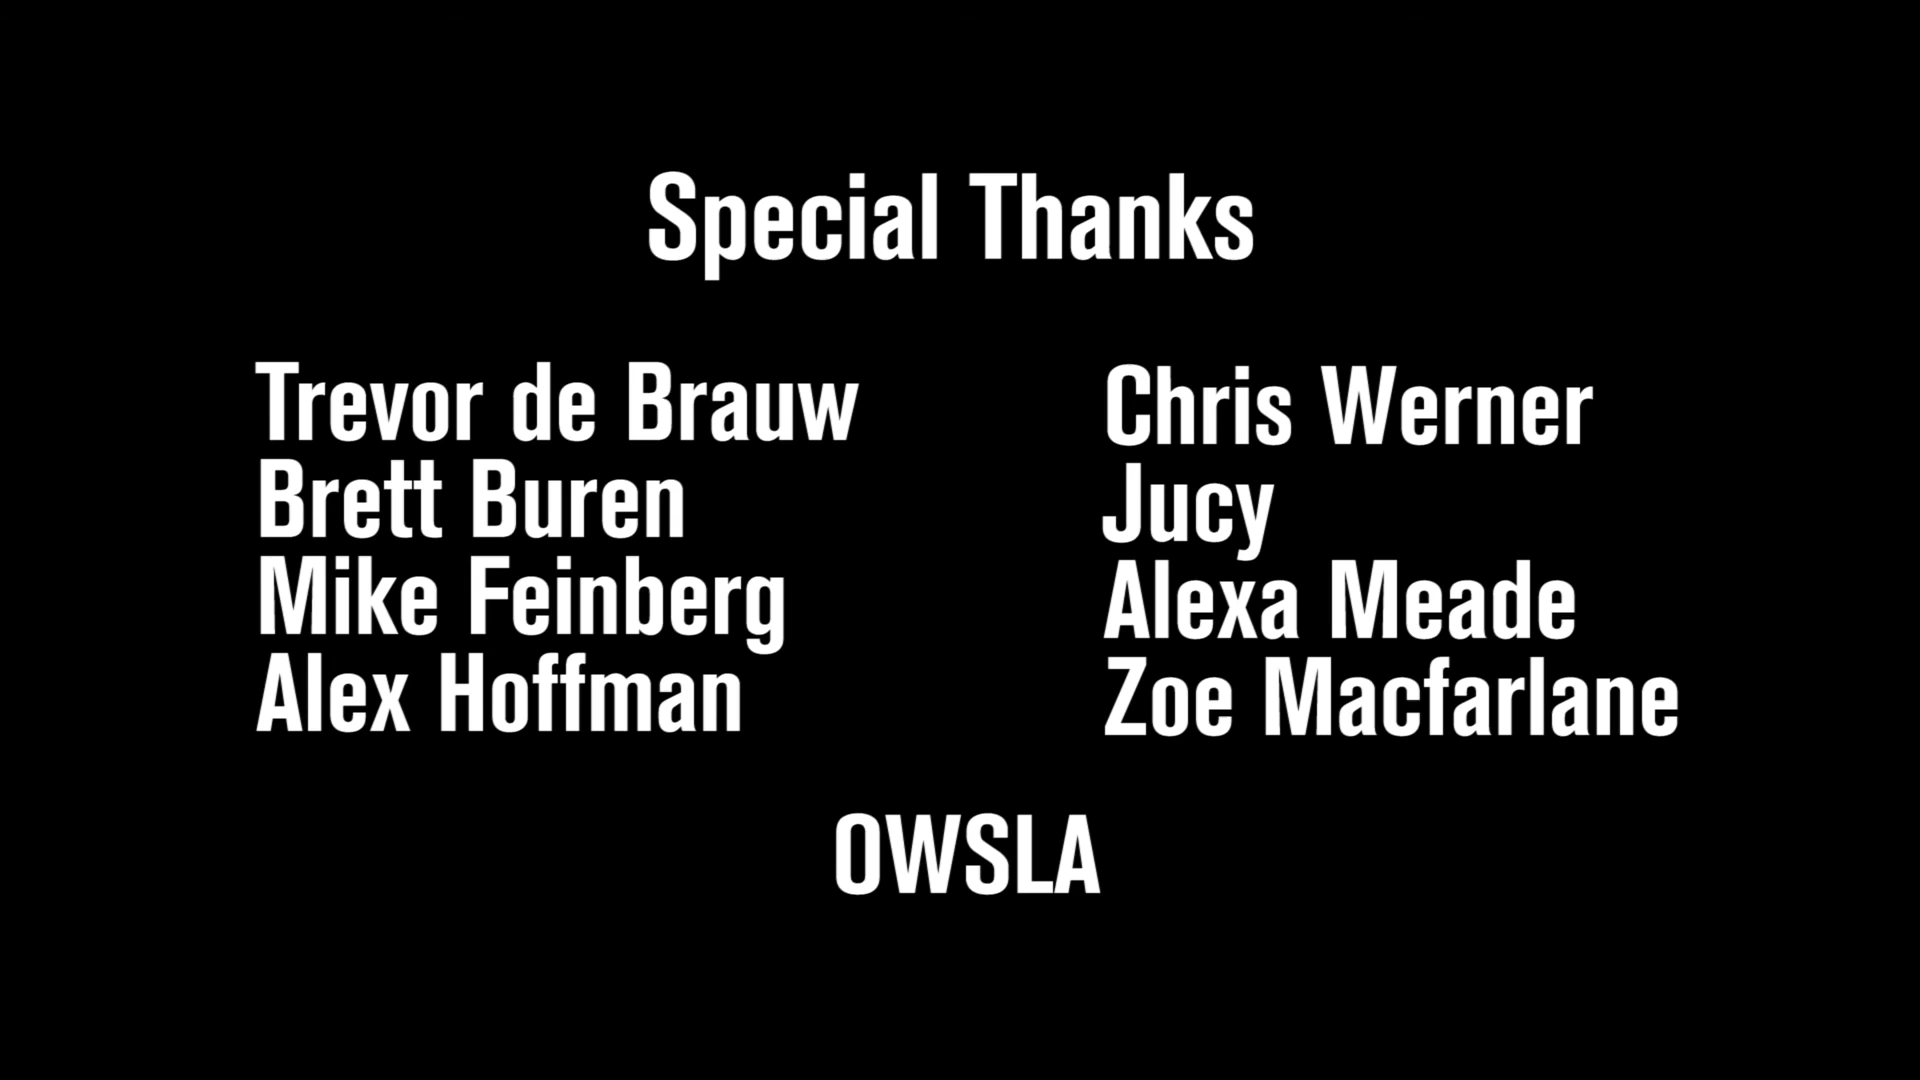 Special Thanks
Trevor de Brauw
Brett Buren
Mike Feinberg
Alex Hoffman
Chris Werner
Jucy
Alexa Meade
Zoe Macfarlane
OWSLA